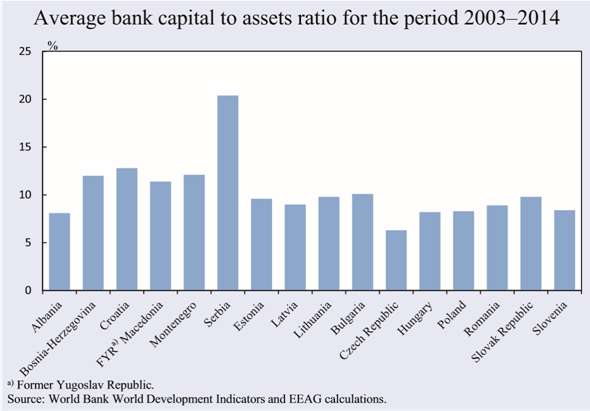 Average bank capital to assets ratio for the period 2003–2014
%
25
20
15
10
5
0
Albania
Bosnia-Herzegovina
Croatia
FYRa) Macedonia
Montenegro
Serbia
Estonia
Latvia
Lithuania
Bulgaria
Czech Republic
Hungary
Poland
Romania
Slovak Republic
Slovenia
a) Former Yugoslav Republic.
Source: World Bank World Development Indicators and EEAG calculations.